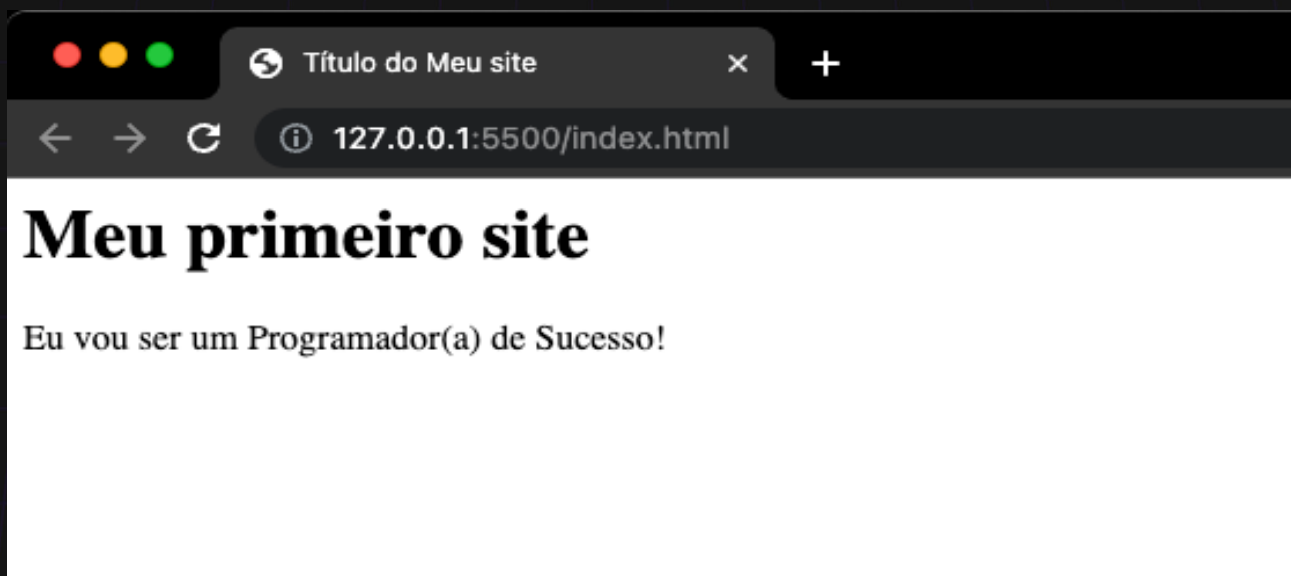 Título do Meu site
127.0.0.1:5500/index.html
Meu primeiro site
Eu vou ser um Programador(a) de Sucesso!